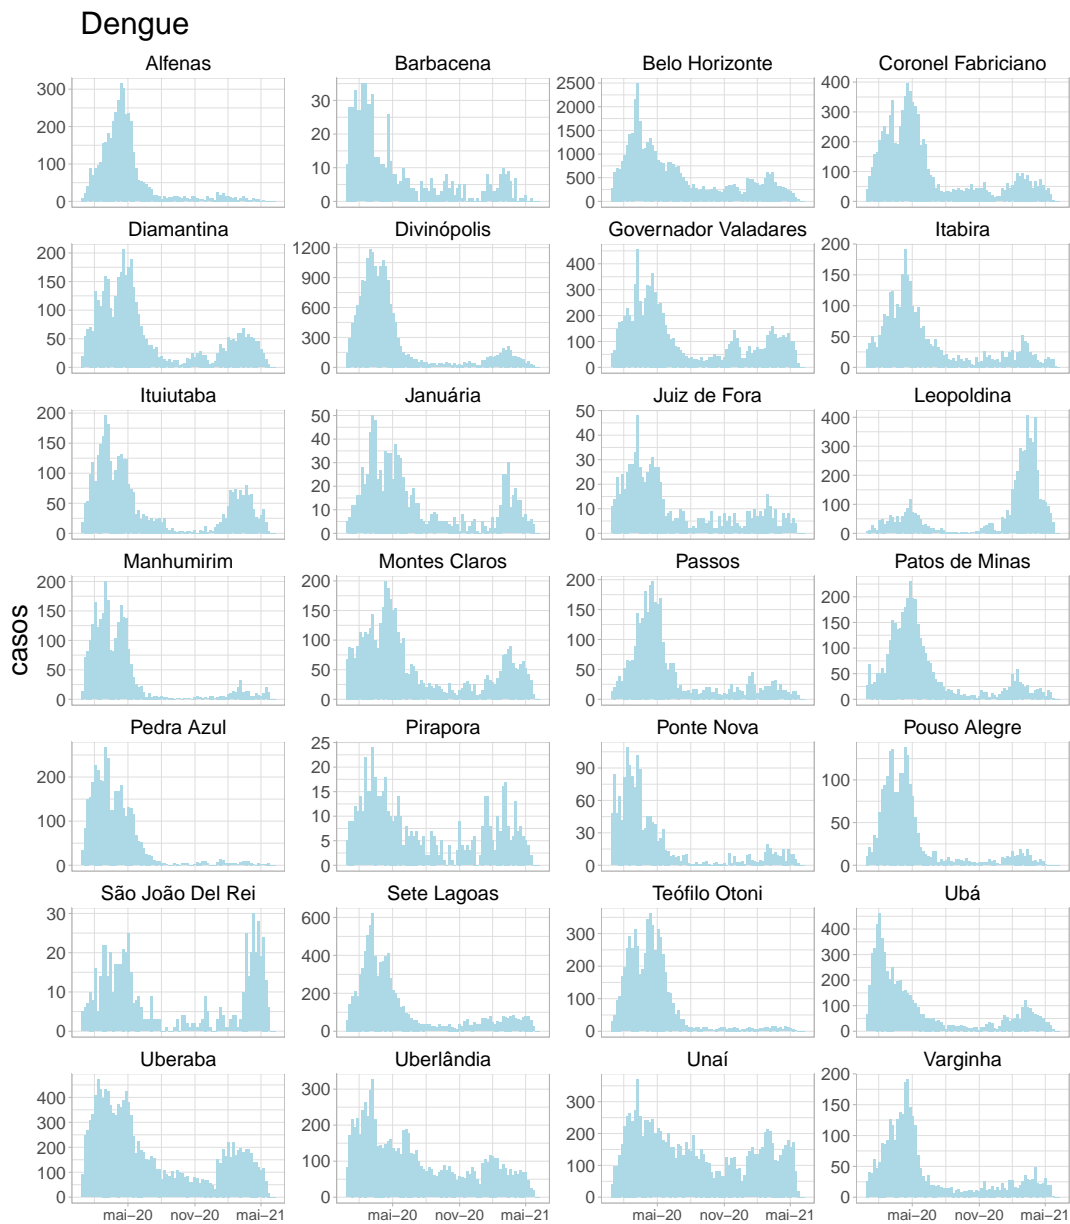 Dengue
Alfenas Barbacena Belo Horizonte Coronel Fabriciano
300 200 100 0
30 20 10 0
2500 2000 1500 1000 500 0
400 300 200 100 0
Diamantina Divinópolis Governador Valadares Itabira
200 150 100 50 0
1200 900 600 300 0
400 300 200 100 0
200 150 100 50 0
Ituiutaba Januária Juiz de Fora Leopoldina
200 150 100 50 0
50 40 30 20 10 0
50 40 30 20 10 0
400 300 200 100 0
casos
Manhumirim Montes Claros Passos Patos de Minas
200 150 100 50 0
200 150 100 50 0
200 150 100 50 0
200 150 100 50 0
Pedra Azul Pirapora Ponte Nova Pouso Alegre
200 100 0
25 20 15 10 5 0
90 60 30 0
100 50 0
São João Del Rei Sete Lagoas Teófilo Otoni Ubá
30 20 10 0
600 400 200 0
300 200 100 0
400 300 200 100 0
Uberaba Uberlândia Unaí Varginha
400 300 200 100 0
300 200 100 0
300 200 100 0
200 150 100 50 0
mai−20 nov−20 mai−21 mai−20 nov−20 mai−21 mai−20 nov−20 mai−21 mai−20 nov−20 mai−21